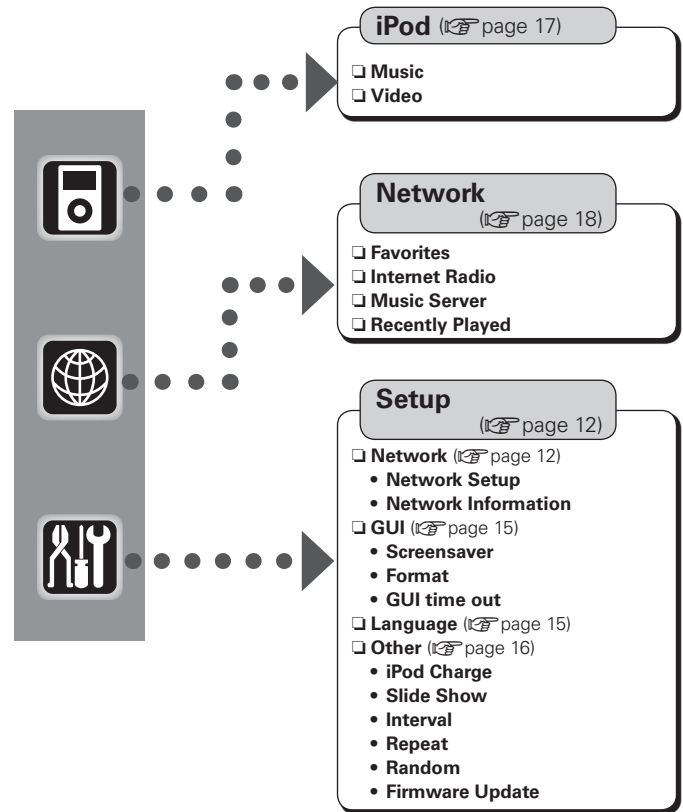 iPod (☞ page 17)
❏ Music
❏ Video
Network
(☞ page 18)
❏ Favorites
❏ Internet Radio
❏ Music Server
❏ Recently Played
Setup
(☞ page 12)
❏ Network (☞ page 12)
• Network Setup
• Network Information
❏ GUI (☞ page 15)
• Screensaver
• Format
• GUI time out
❏ Language (☞ page 15)
❏ Other (☞ page 16)
• iPod Charge
• Slide Show
• Interval
• Repeat
• Random
• Firmware Update